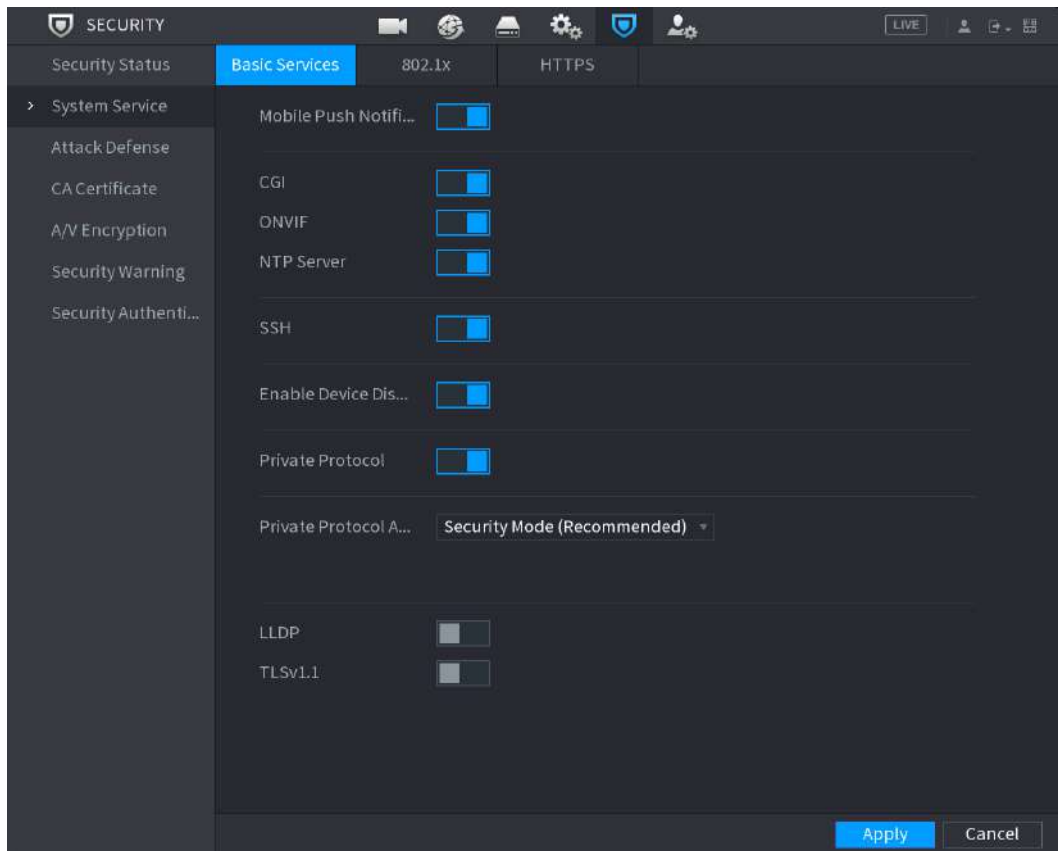 SECURITY
LIVE
Security Status
System Service
Attack Defense
CA Certificate
A/V Encryption
Security Warning
Security Authenti...
Basic Services
802.1x
HTTPS
Mobile Push Notifi...
CGI
ONVIF
NTP Server
SSH
Enable Device Dis...
Private Protocol
Private Protocol A...
Security Mode (Recommended)
LLDP
TLSv1.1
Apply
Cancel